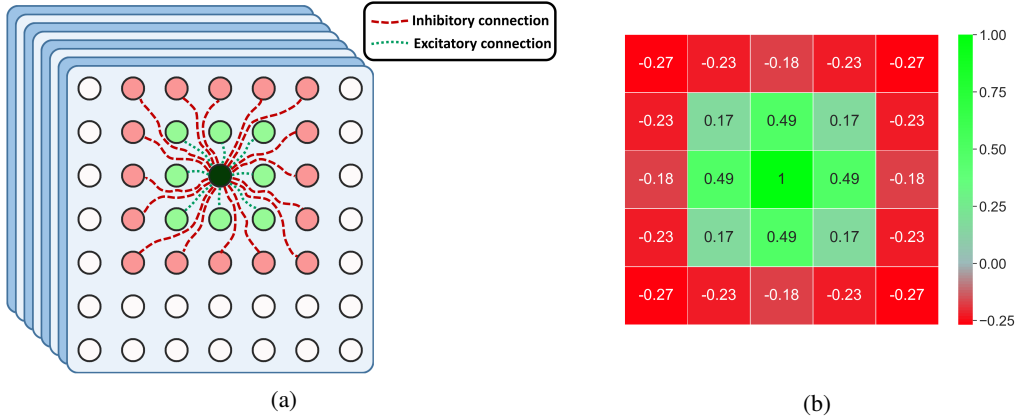 Inhibitory connection
Excitatory connection
-0.27 -0.23 -0.18 -0.23 -0.27
-0.23 0.17 0.49 0.17 -0.23
-0.18 0.49 1 0.49 -0.18
-0.23 0.17 0.49 0.17 -0.23
-0.27 -0.23 -0.18 -0.23 -0.27
1.00
0.75
0.50
0.25
0.00
−0.25
(a)
(b)